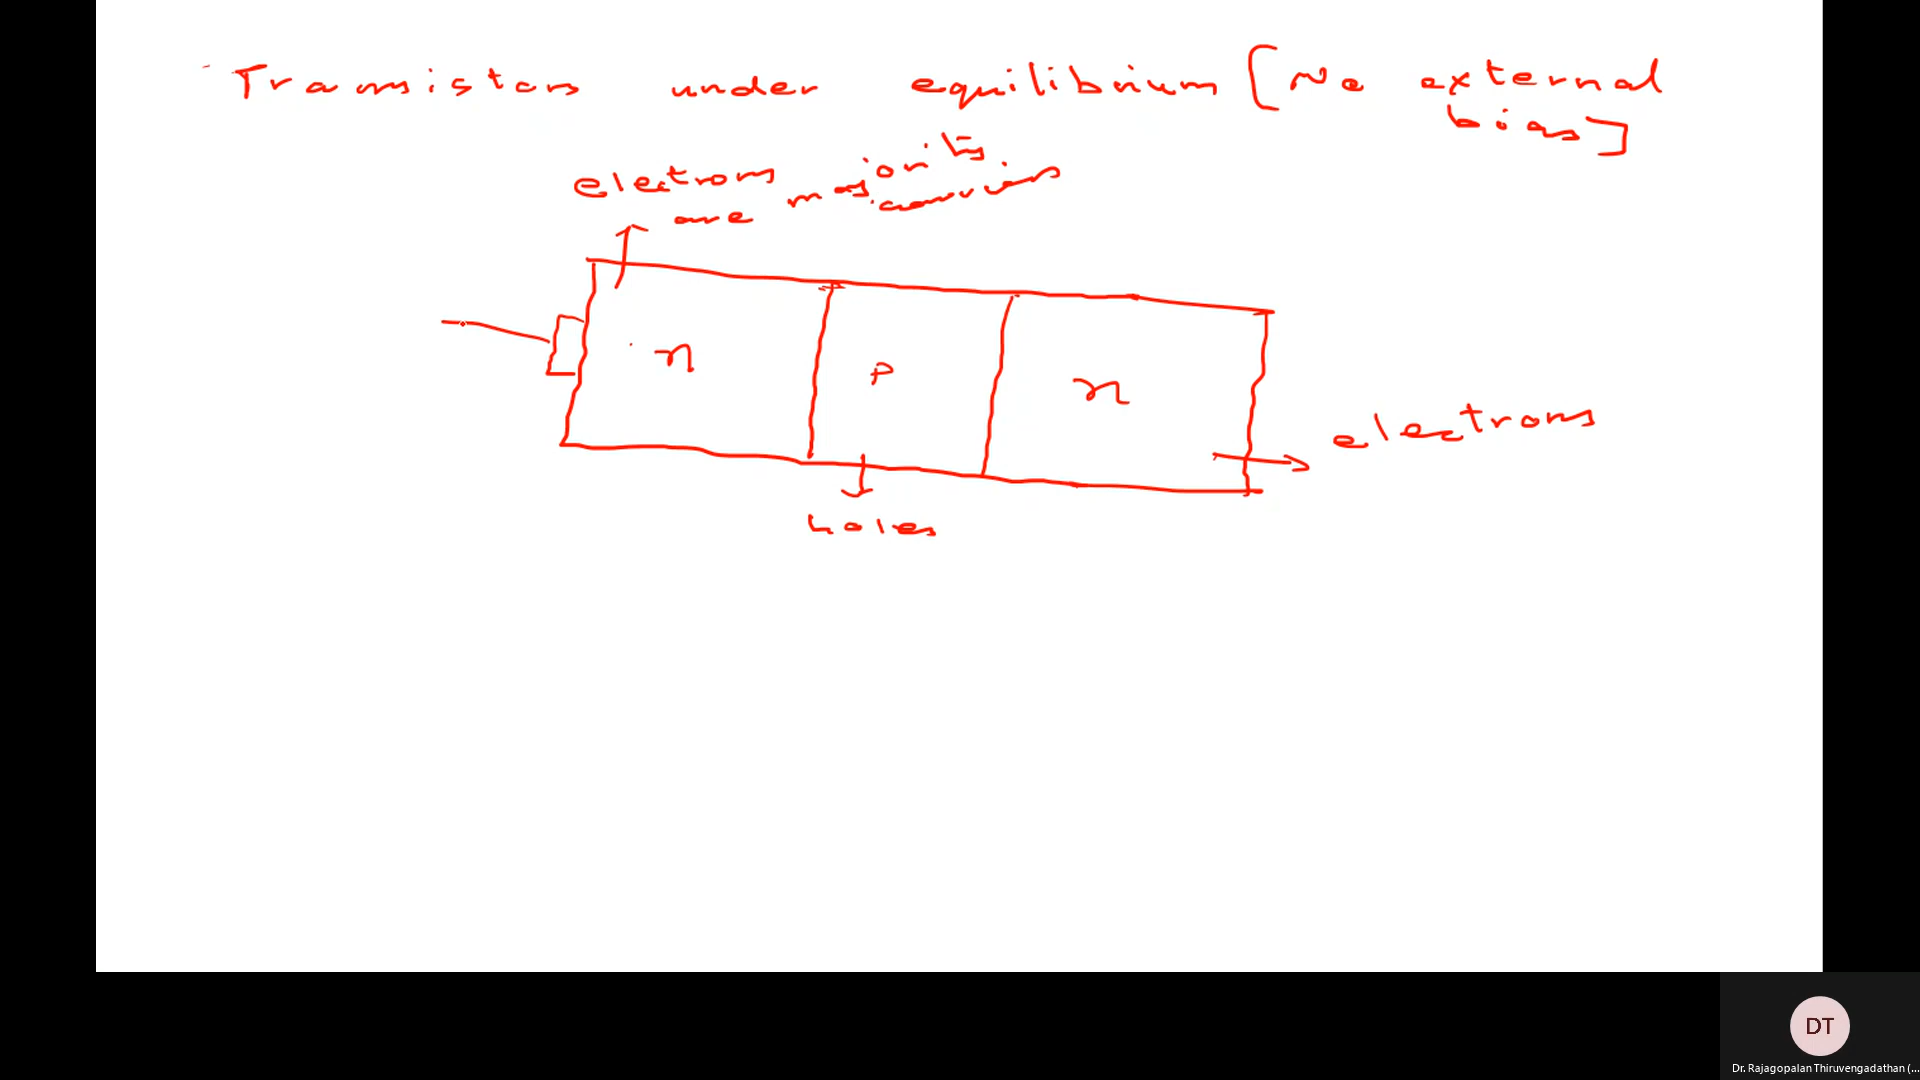 Transistors under equilibrium [No external
bias]
electrons
are majority
carriers
n
p
n
electrons
holes
DT
Dr. Rajagopalan Thiruvengadathan (...